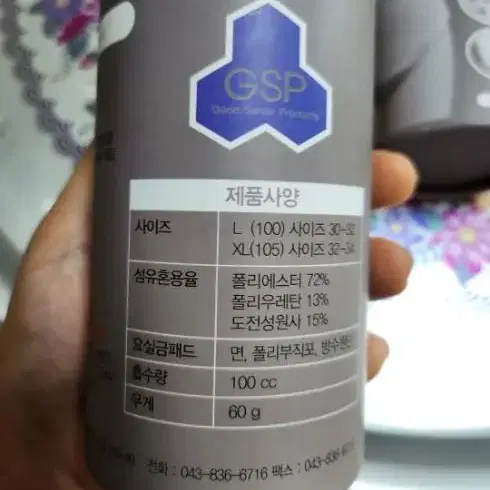 GSP
Good Senior Products
제품사양
사이즈 L (100) 사이즈 30-32
XL(105) 사이즈 32-34
섬유혼용율 폴리에스터 72%
폴리우레탄 13%
도전성원사 15%
요실금패드 면, 폴리부직포,
흡수량 100 cc
무게 60 g
전화 : 043-836-6716 팩스 : 043-836-